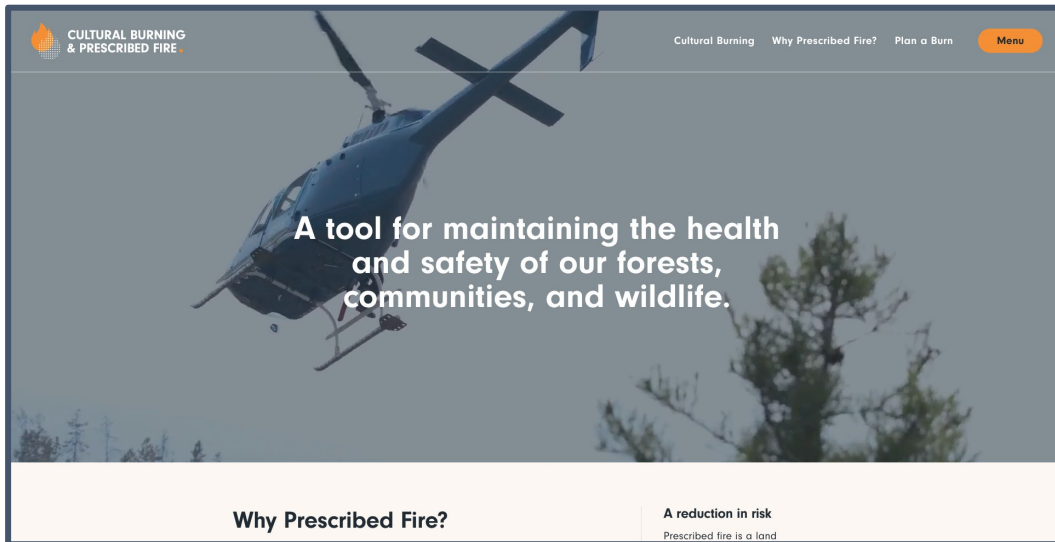 CULTURAL BURNING
& PRESCRIBED FIRE.
Cultural Burning Why Prescribed Fire? Plan a Burn Menu
A tool for maintaining the health
and safety of our forests,
communities, and wildlife.
Why Prescribed Fire?
A reduction in risk
Prescribed fire is a land